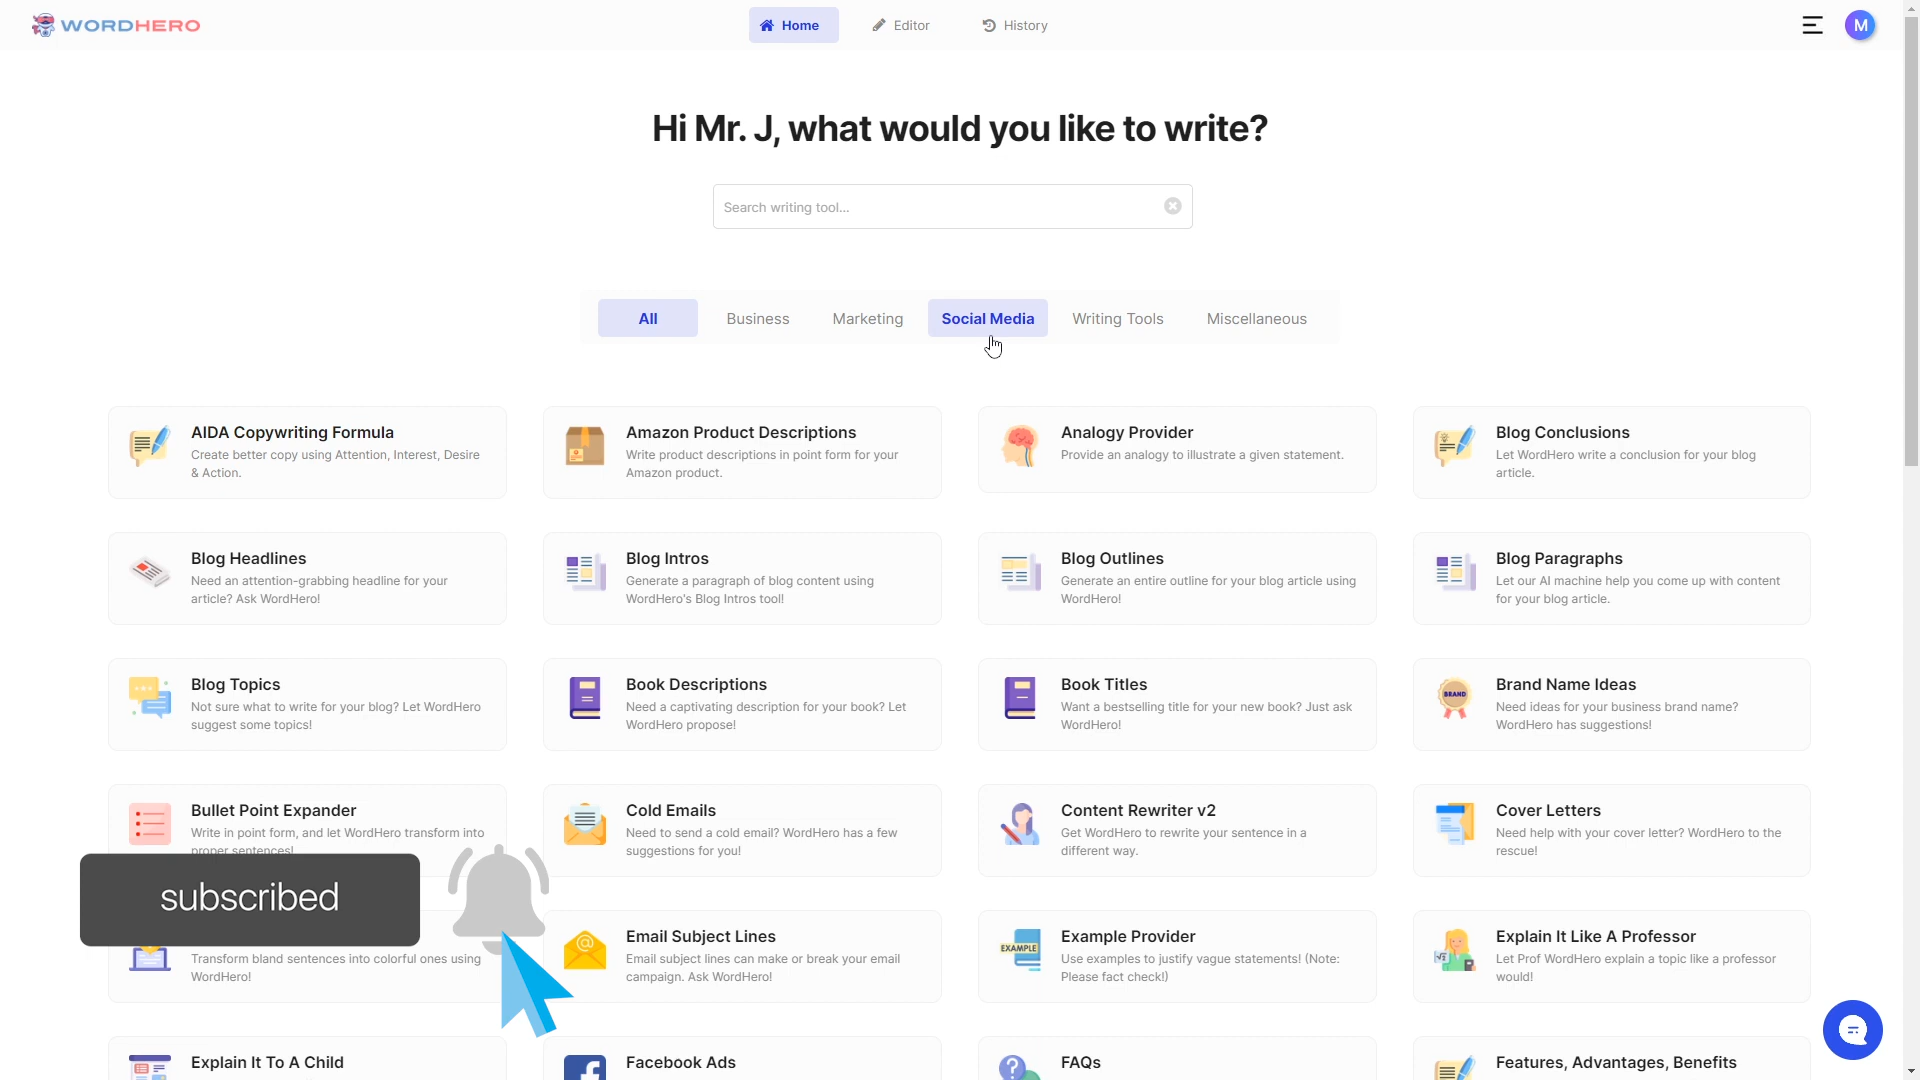 WORDHERO
Home
Editor
History
M
Hi Mr. J, what would you like to write?
Search writing tool...
All
Business
Marketing
Social Media
Writing Tools
Miscellaneous
AIDA Copywriting Formula
Create better copy using Attention, Interest, Desire
& Action.
Amazon Product Descriptions
Write product descriptions in point form for your
Amazon product.
Analogy Provider
Provide an analogy to illustrate a given statement.
Blog Conclusions
Let WordHero write a conclusion for your blog
article.
Blog Headlines
Need an attention-grabbing headline for your
article? Ask WordHero!
Blog Intros
Generate a paragraph of blog content using
WordHero's Blog Intros tool!
Blog Outlines
Generate an entire outline for your blog article using
WordHero!
Blog Paragraphs
Let our AI machine help you come up with content
for your blog article.
Blog Topics
Not sure what to write for your blog? Let WordHero
suggest some topics!
Book Descriptions
Need a captivating description for your book? Let
WordHero propose!
Book Titles
Want a bestselling title for your new book? Just ask
WordHero!
BRAND
Brand Name Ideas
Need ideas for your business brand name?
WordHero has suggestions!
Bullet Point Expander
Write in point form, and let WordHero transform into
proper sentences!
Cold Emails
Need to send a cold email? WordHero has a few
suggestions for you!
Content Rewriter v2
Get WordHero to rewrite your sentence in a
different way.
Cover Letters
Need help with your cover letter? WordHero to the
rescue!
subscribed
Transform bland sentences into colorful ones using
WordHero!
Email Subject Lines
Email subject lines can make or break your email
campaign. Ask WordHero!
EXAMPLE
Example Provider
Use examples to justify vague statements! (Note:
Please fact check!)
Explain It Like A Professor
Let Prof WordHero explain a topic like a professor
would!
Explain It To A Child
Facebook Ads
FAQs
Features, Advantages, Benefits